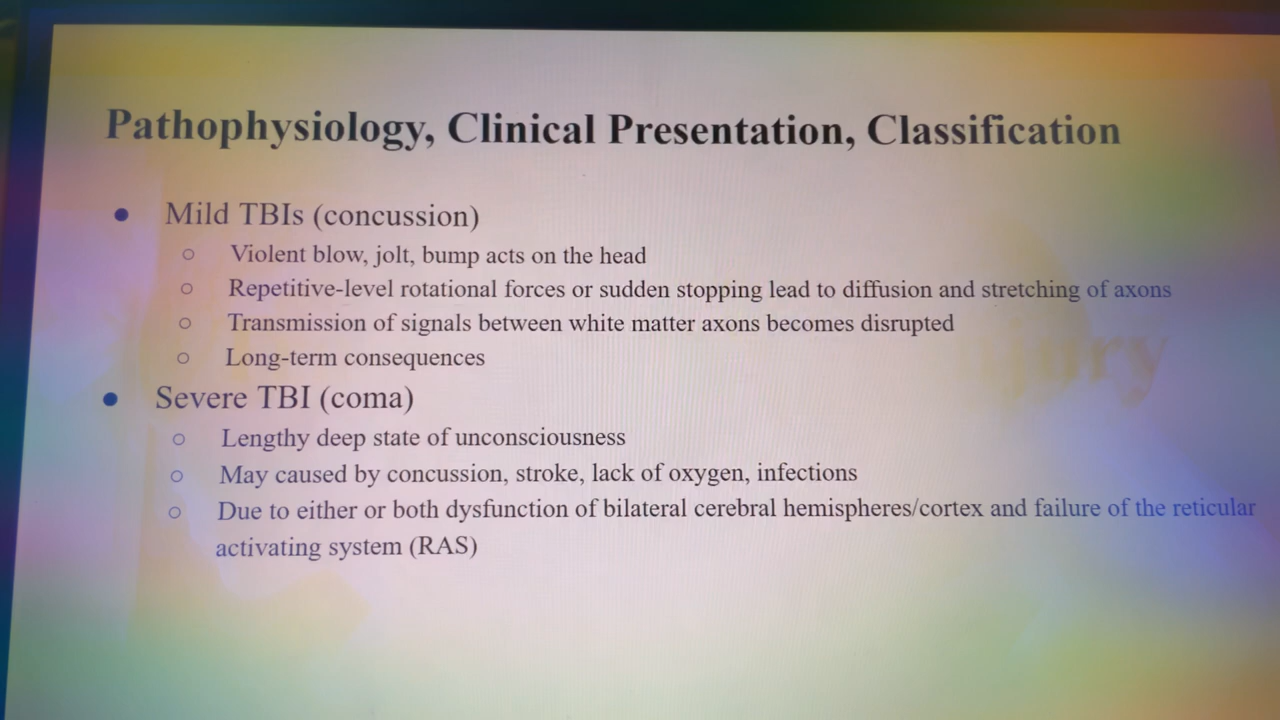 Pathophysiology, Clinical Presentation, Classification
● Mild TBIs (concussion)
○ Violent blow, jolt, bump acts on the head
○ Repetitive-level rotational forces or sudden stopping lead to diffusion and stretching of axons
○ Transmission of signals between white matter axons becomes disrupted
○ Long-term consequences
● Severe TBI (coma)
○ Lengthy deep state of unconsciousness
○ May caused by concussion, stroke, lack of oxygen, infections
○ Due to either or both dysfunction of bilateral cerebral hemispheres/cortex and failure of the reticular
activating system (RAS)